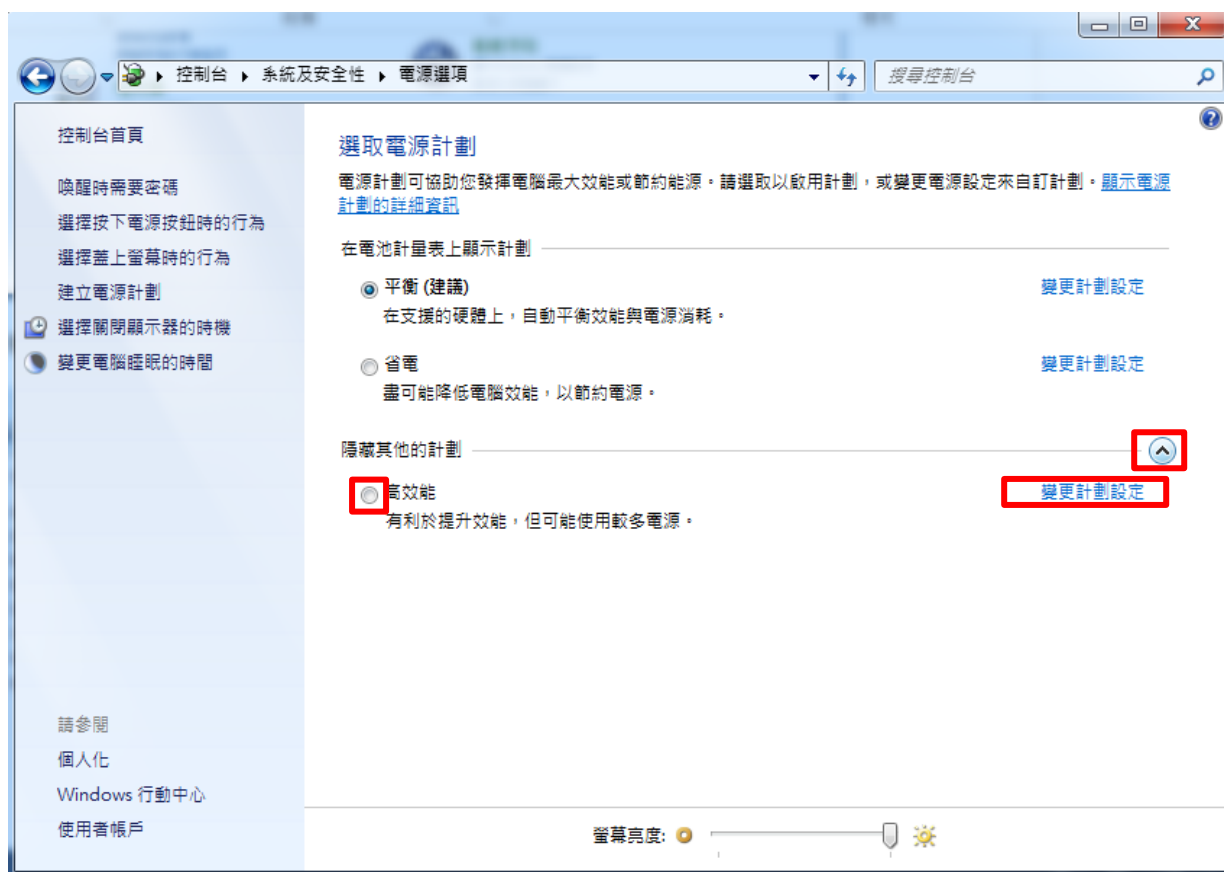 控制台 ▸ 系統及安全性 ▸ 電源選項
搜尋控制台
控制台首頁
喚醒時需要密碼
選擇按下電源按鈕時的行為
選擇蓋上螢幕時的行為
建立電源計劃
選擇關閉顯示器的時機
變更電腦睡眠的時間
請參閱
個人化
Windows 行動中心
使用者帳戶
選取電源計劃
電源計劃可協助您發揮電腦最大效能或節約能源。請選取以啟用計劃，或變更電源設定來自訂計劃。顯示電源
計劃的詳細資訊
在電池計量表上顯示計劃
平衡 (建議) 變更計劃設定
在支援的硬體上，自動平衡效能與電源消耗。
省電 變更計劃設定
盡可能降低電腦效能，以節約電源。
隱藏其他的計劃
高效能 變更計劃設定
有利於提升效能，但可能使用較多電源。
螢幕亮度: